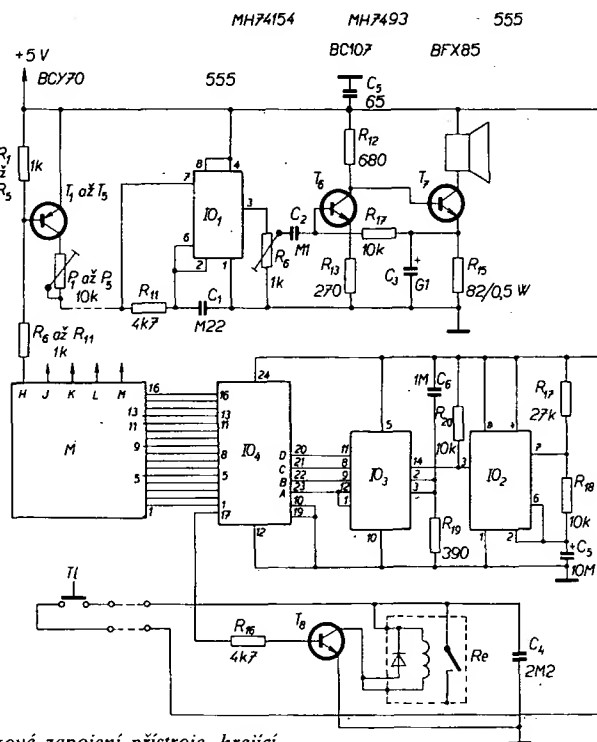 MH74154 MH7493 555
BC107 BFX85
+5 V
BCY70 555
C5
65
R1
až
R5
1k
T1 až T5
8 4
7
3
IO1
6
2 1
R12
680
T6
T7
C2
M1
R17
10k
P1 až P5
10k
R11
4k7
C1
M22
R6
1k
R13
270
C3
+
G1
R15
82/0,5 W
R6 až R11
1k
H J K L M
M
16
13
11
9
5
1
24
16
13
11
8
5
1
17
IO4
D 20
C 21
B 22
A 23
10
19
12
5
11
8
9
12
1
IO3
14
2
3
10
1M C6
R20
10k
R19
390
8 4
3
IO2
7
6
1 2
R17
27k
R18
10k
+ C5
10M
Tl
R16
4k7
T8
Re
C4
2M2
kové zapojení přístroje, hrající